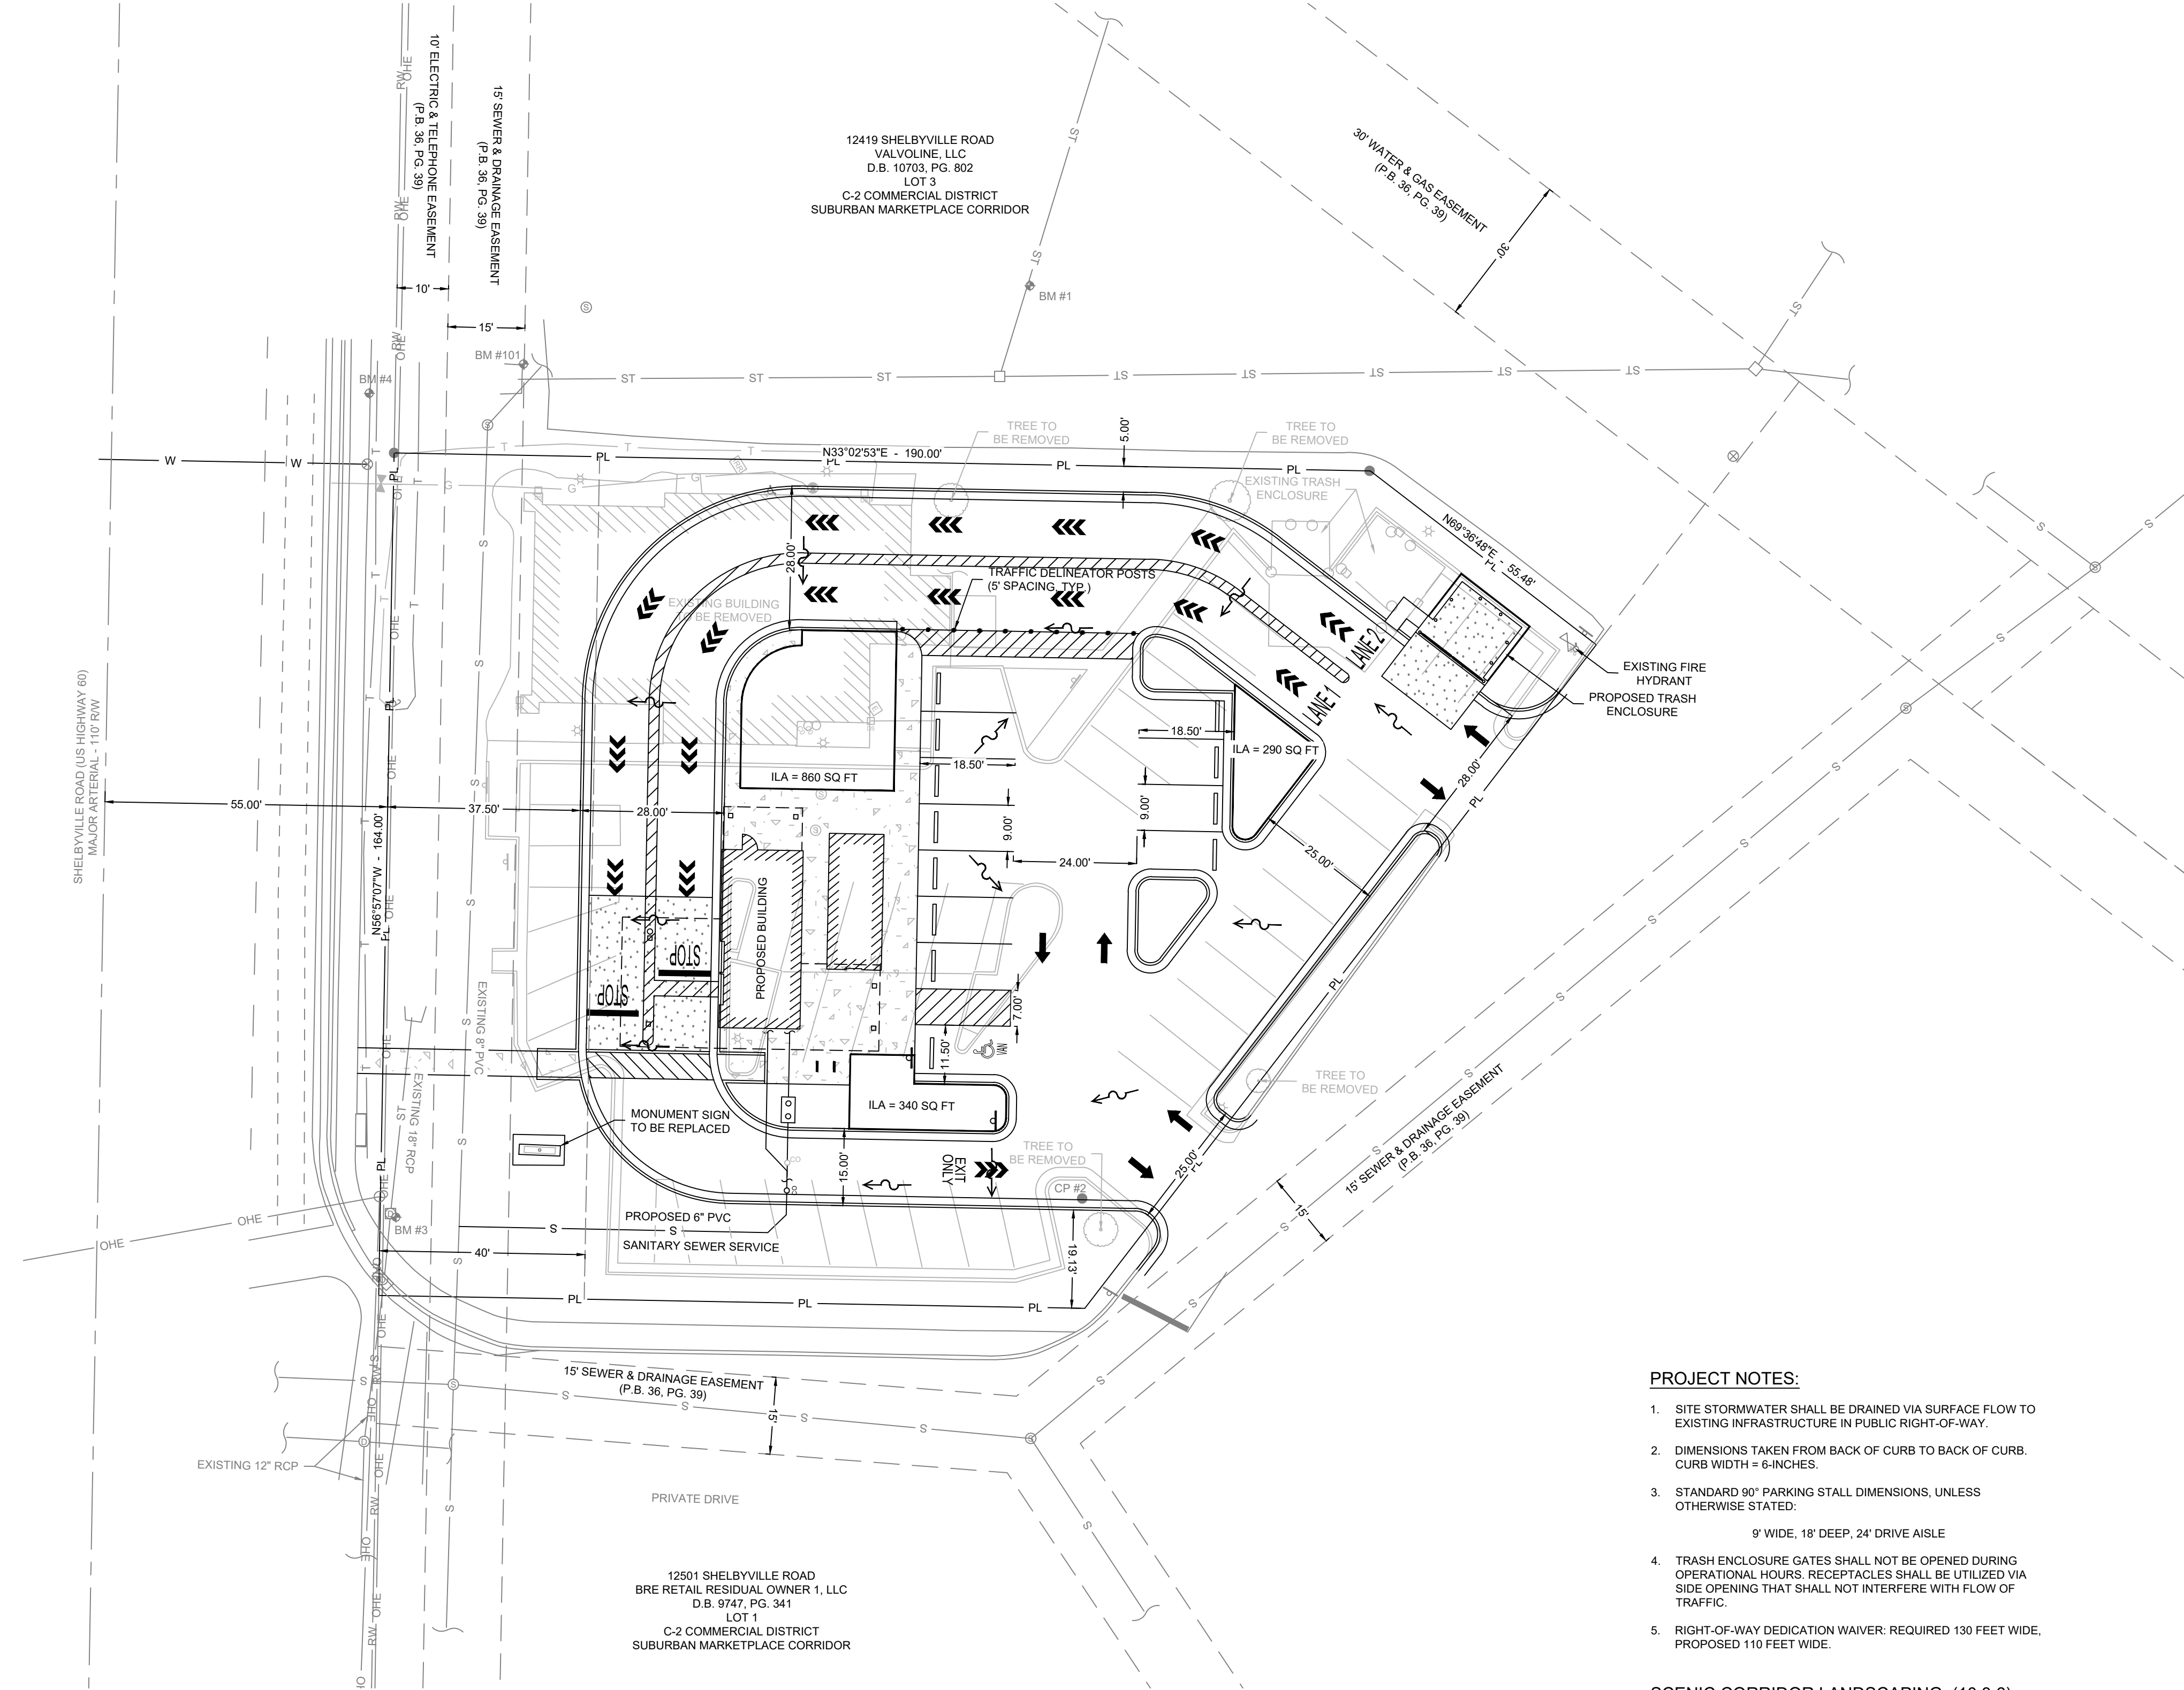 10' ELECTRIC & TELEPHONE EASEMENT
(P.B. 36, PG. 39)
15' SEWER & DRAINAGE EASEMENT
(P.B. 36, PG. 39)
12419 SHELBYVILLE ROAD
VALVOLINE, LLC
D.B. 10703, PG. 802
LOT 3
C-2 COMMERCIAL DISTRICT
SUBURBAN MARKETPLACE CORRIDOR
30' WATER & GAS EASEMENT
(P.B. 36, PG. 39)
30'
10'
15'
BM #1
BM #101
BM #4
TREE TO
BE REMOVED
TREE TO
BE REMOVED
5.00'
N33°02'53"E - 190.00'
EXISTING TRASH
ENCLOSURE
N69°36'48"E - 55.48'
28.00'
TRAFFIC DELINEATOR POSTS
(5' SPACING, TYP.)
EXISTING BUILDING
TO BE REMOVED
LANE 2
LANE 1
EXISTING FIRE
HYDRANT
PROPOSED TRASH
ENCLOSURE
SHELBYVILLE ROAD (US HIGHWAY 60)
MAJOR ARTERIAL - 110' R/W
18.50'
ILA = 290 SQ FT
18.50'
ILA = 860 SQ FT
28.00'
55.00'
37.50'
28.00'
9.00'
9.00'
24.00'
25.00'
N56°57'07"W - 164.00'
PROPOSED BUILDING
STOP
STOP
7.00'
EXISTING 8" PVC
11.50'
VAN
EXISTING 18" RCP
ST
TREE TO
BE REMOVED
ILA = 340 SQ FT
MONUMENT SIGN
TO BE REPLACED
15' SEWER & DRAINAGE EASEMENT
(P.B. 36, PG. 39)
TREE TO
BE REMOVED
EXIT
ONLY
CO
CO
15.00'
25.00'
CP #2
15'
BM #3
PROPOSED 6" PVC
S
SANITARY SEWER SERVICE
40'
19.13'
15' SEWER & DRAINAGE EASEMENT
(P.B. 36, PG. 39)
15'
EXISTING 12" RCP
PRIVATE DRIVE
12501 SHELBYVILLE ROAD
BRE RETAIL RESIDUAL OWNER 1, LLC
D.B. 9747, PG. 341
LOT 1
C-2 COMMERCIAL DISTRICT
SUBURBAN MARKETPLACE CORRIDOR
PROJECT NOTES:
1. SITE STORMWATER SHALL BE DRAINED VIA SURFACE FLOW TO
EXISTING INFRASTRUCTURE IN PUBLIC RIGHT-OF-WAY.
2. DIMENSIONS TAKEN FROM BACK OF CURB TO BACK OF CURB.
CURB WIDTH = 6-INCHES.
3. STANDARD 90° PARKING STALL DIMENSIONS, UNLESS
OTHERWISE STATED:
9' WIDE, 18' DEEP, 24' DRIVE AISLE
4. TRASH ENCLOSURE GATES SHALL NOT BE OPENED DURING
OPERATIONAL HOURS. RECEPTACLES SHALL BE UTILIZED VIA
SIDE OPENING THAT SHALL NOT INTERFERE WITH FLOW OF
TRAFFIC.
5. RIGHT-OF-WAY DEDICATION WAIVER: REQUIRED 130 FEET WIDE,
PROPOSED 110 FEET WIDE.